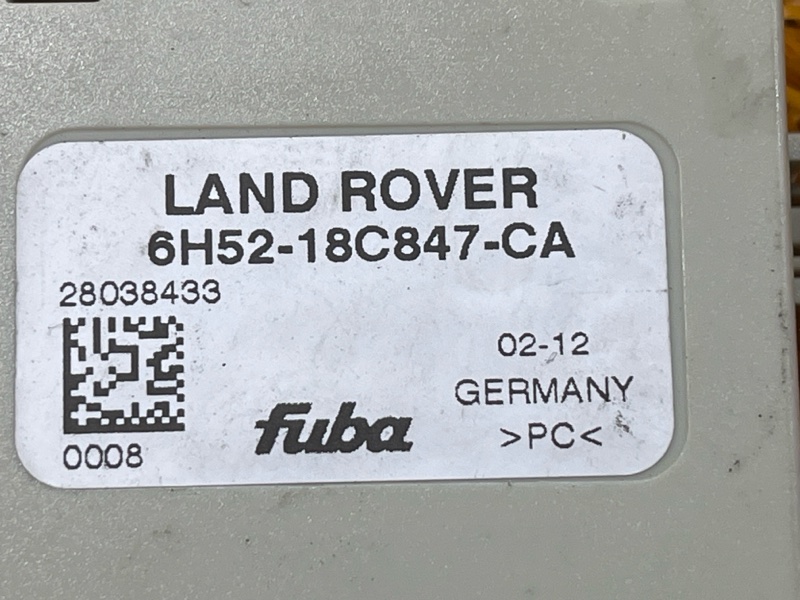 LAND ROVER
6H52-18C847-CA
28038433
02-12
GERMANY
>PC<
fuba
0008